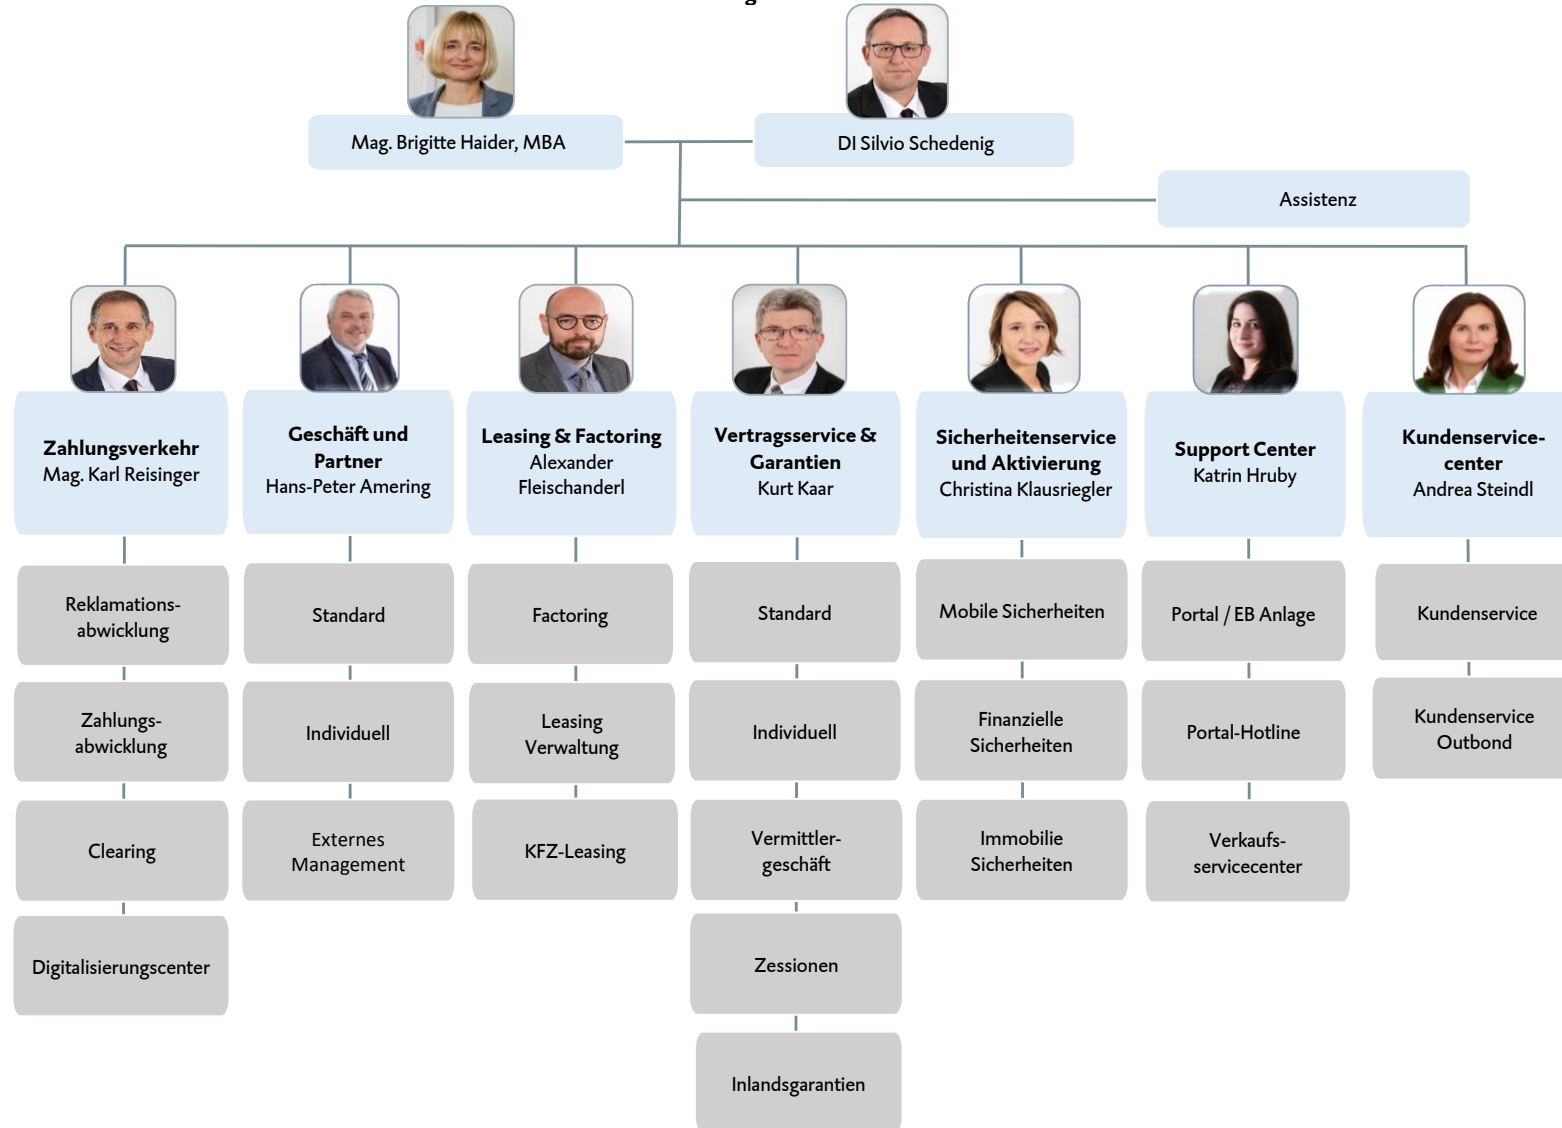 Mag. Brigitte Haider, MBA
DI Silvio Schedenig
Assistenz
Zahlungsverkehr
Mag. Karl Reisinger
Geschäft und
Partner
Hans-Peter Amering
Leasing & Factoring
Alexander
Fleischanderl
Vertragsservice &
Garantien
Kurt Kaar
Sicherheitenservice
und Aktivierung
Christina Klausriegler
Support Center
Katrin Hruby
Kundenservice-
center
Andrea Steindl
Reklamations-
abwicklung
Zahlungs-
abwicklung
Clearing
Digitalisierungscenter
Standard
Individuell
Externes
Management
Factoring
Leasing
Verwaltung
KFZ-Leasing
Standard
Individuell
Vermittler-
geschäft
Zessionen
Inlandsgarantien
Mobile Sicherheiten
Finanzielle
Sicherheiten
Immobilie
Sicherheiten
Portal / EB Anlage
Portal-Hotline
Verkaufs-
servicecenter
Kundenservice
Kundenservice
Outbond